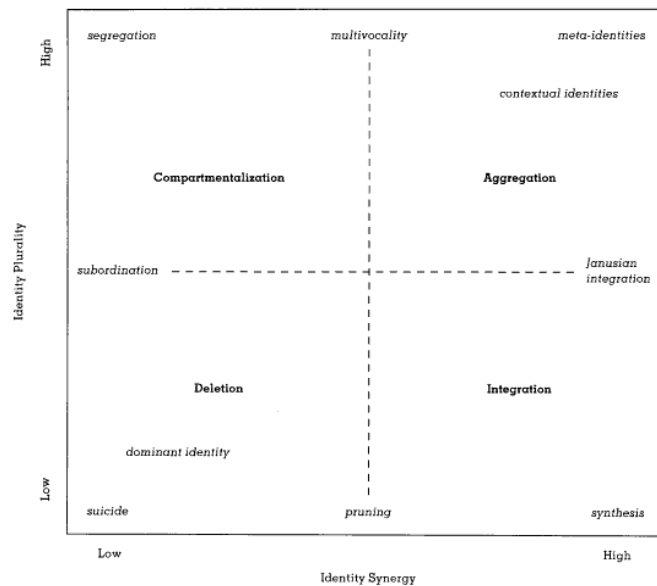 High
segregation
multivocality
meta-identities
contextual identities
Compartmentalization
Aggregation
Identity Plurality
subordination
Janusian
integration
Deletion
Integration
dominant identity
Low
suicide
pruning
synthesis
Low
High
Identity Synergy